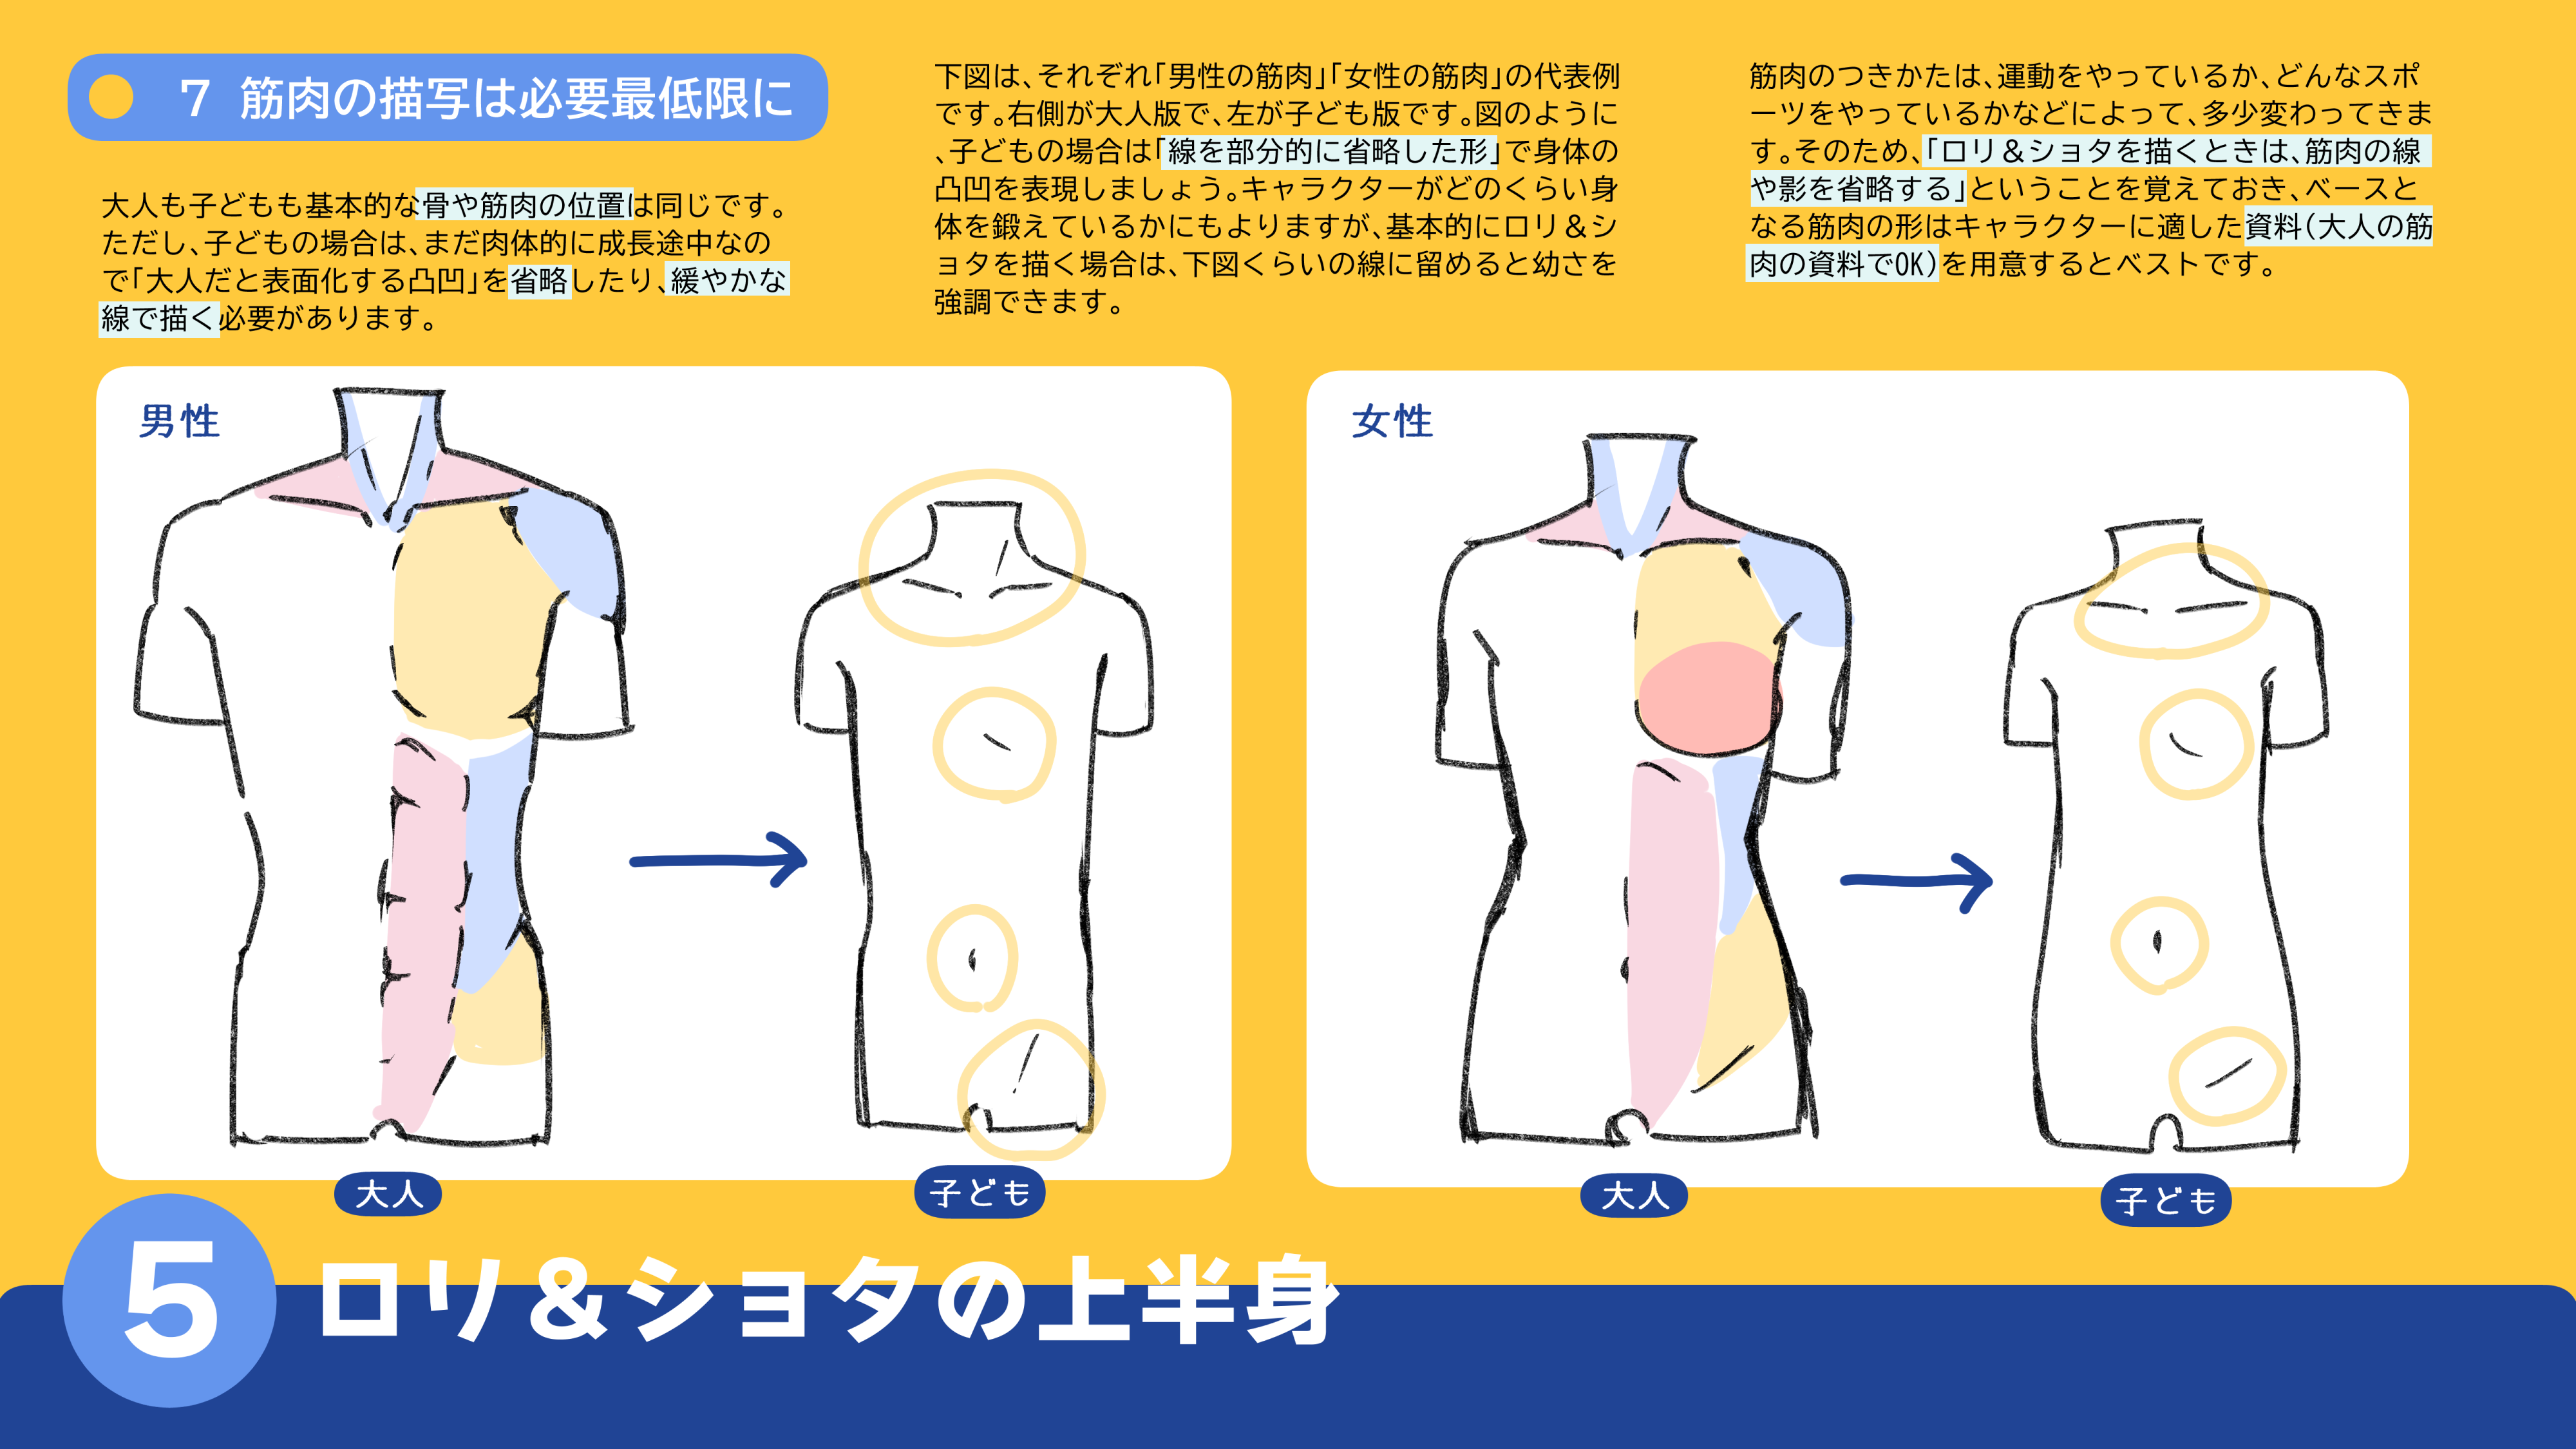 7 筋肉の描写は必要最低限に
大人も子どもも基本的な骨や筋肉の位置は同じです。
ただし、子どもの場合は、まだ肉体的に成長途中なの
で「大人だと表面化する凸凹」を省略したり、緩やかな
線で描く必要があります。
下図は、それぞれ「男性の筋肉」「女性の筋肉」の代表例
です。右側が大人版で、左が子ども版です。図のように
、子どもの場合は「線を部分的に省略した形」で身体の
凸凹を表現しましょう。キャラクターがどのくらい身
体を鍛えているかにもよりますが、基本的にロリ＆シ
ョタを描く場合は、下図くらいの線に留めると幼さを
強調できます。
筋肉のつきかたは、運動をやっているか、どんなスポ
ーツをやっているかなどによって、多少変わってきま
す。そのため、「ロリ＆ショタを描くときは、筋肉の線
や影を省略する」ということを覚えておき、ベースと
なる筋肉の形はキャラクターに適した資料（大人の筋
肉の資料でOK）を用意するとベストです。
男性
女性
大人
子ども
大人
子ども
5 ロリ＆ショタの上半身